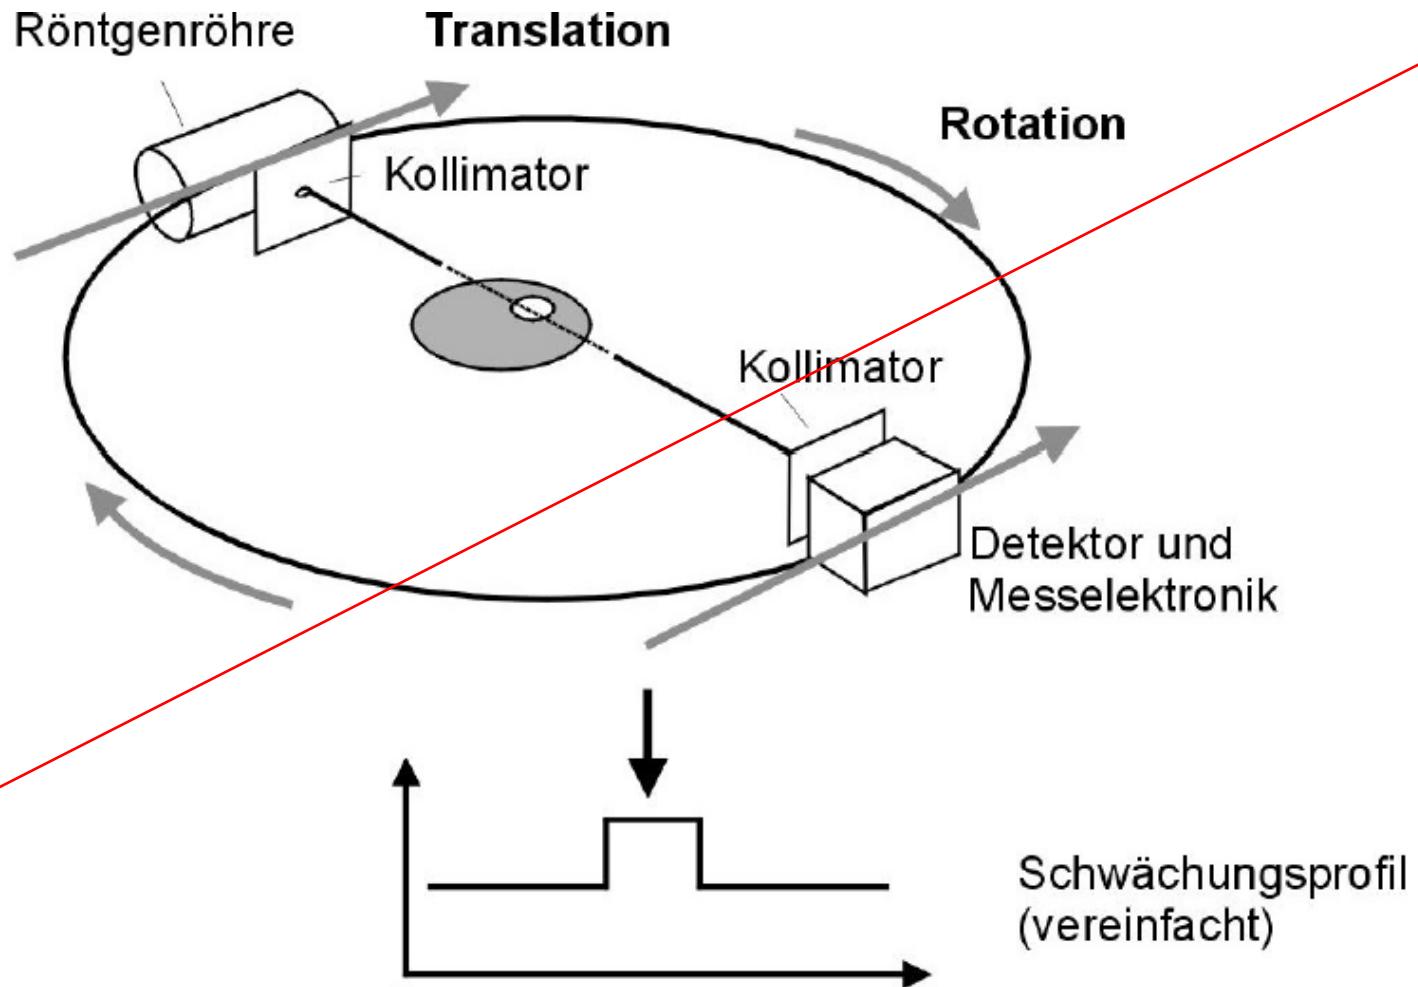 Röntgenröhre
Translation
Rotation
Kollimator
Kollimator
Detektor und
Messelektronik
Schwächungsprofil
(vereinfacht)